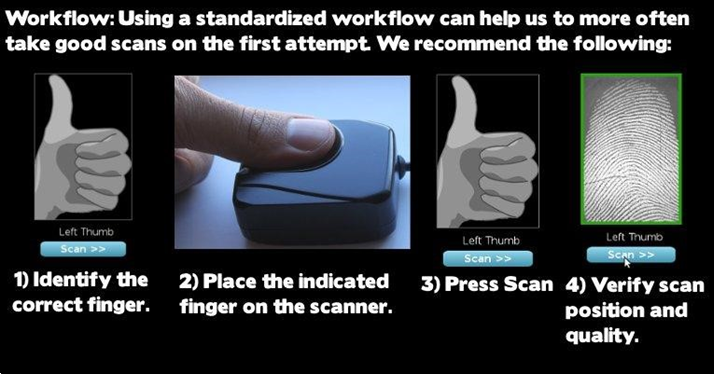 Workflow: Using a standardized workflow can help us to more often
take good scans on the first attempt. We recommend the following:
Left Thumb
Scan >>
Left Thumb
Scan >>
Left Thumb
Scan >>
1) Identify the
correct finger.
2) Place the indicated
finger on the scanner.
3) Press Scan
4) Verify scan
position and
quality.